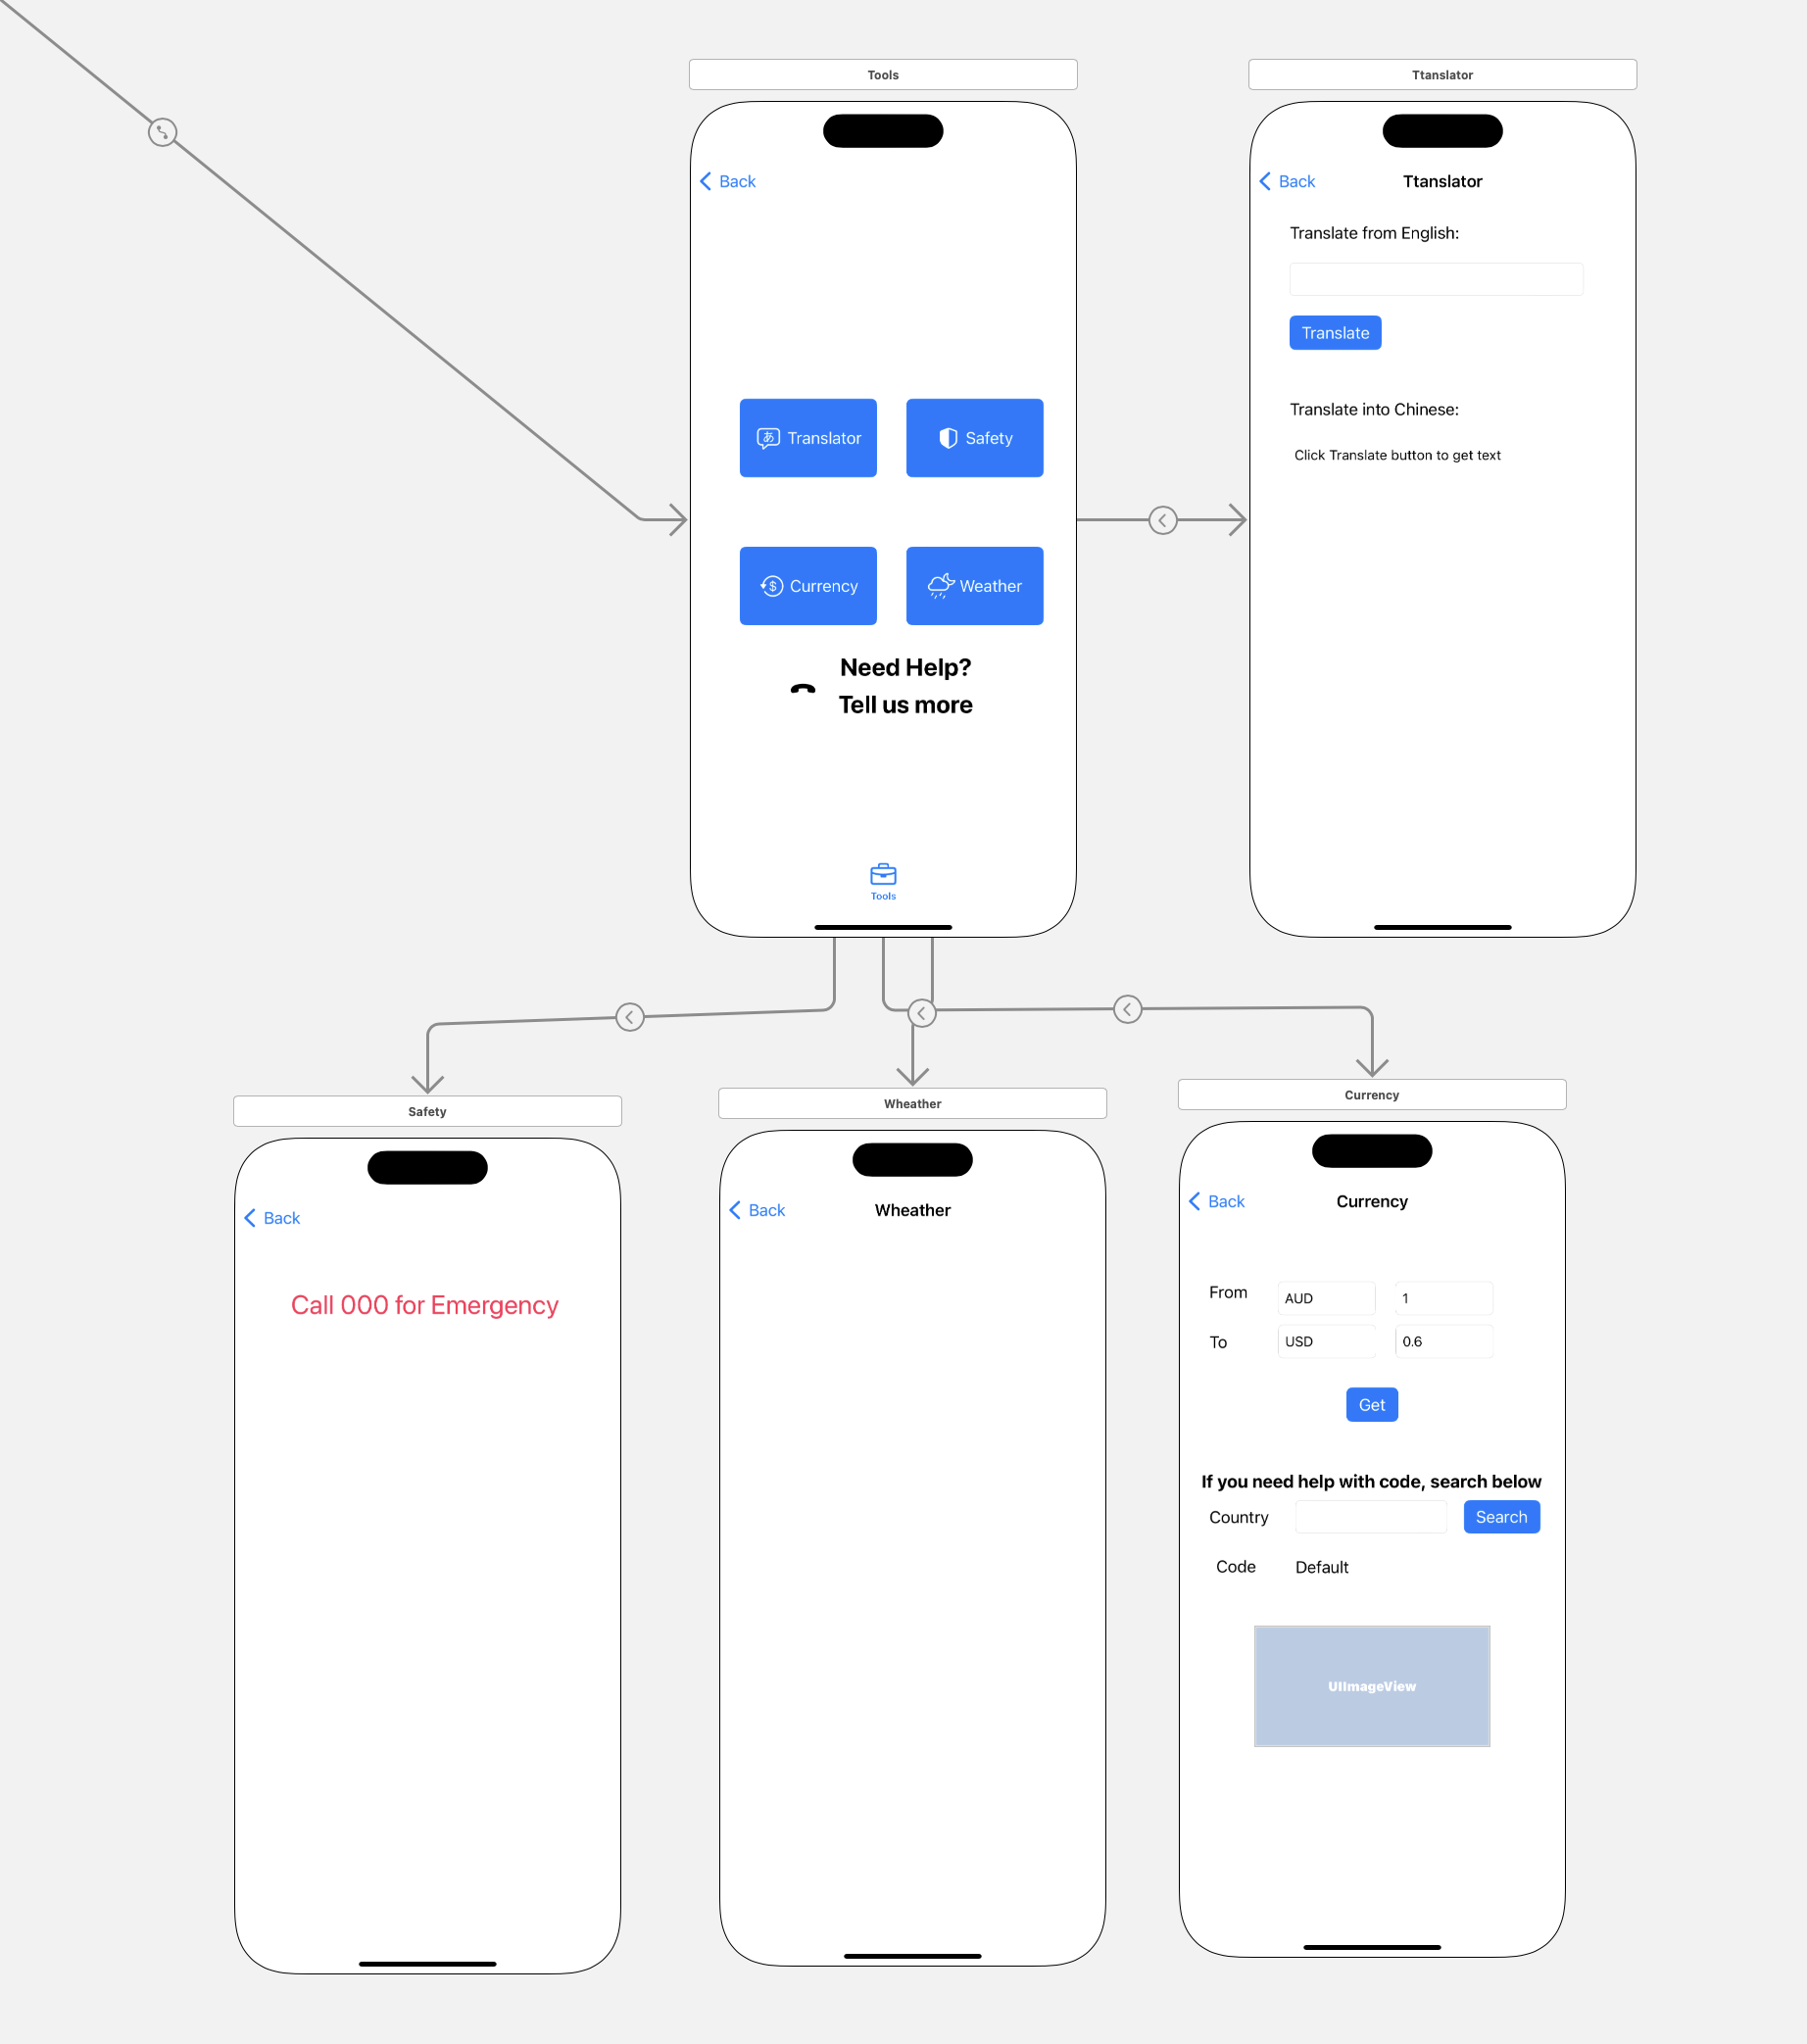 Tools
Back
Translator
Safety
Currency
Weather
Need Help?
Tell us more
Tools
Ttanslator
Back
Ttanslator
Translate from English:
Translate
Translate into Chinese:
Click Translate button to get text
Safety
Back
Call 000 for Emergency
Wheather
Back
Wheather
Currency
Back
Currency
From
AUD
1
To
USD
0.6
Get
If you need help with code, search below
Country
Search
Code
Default
UIImageView